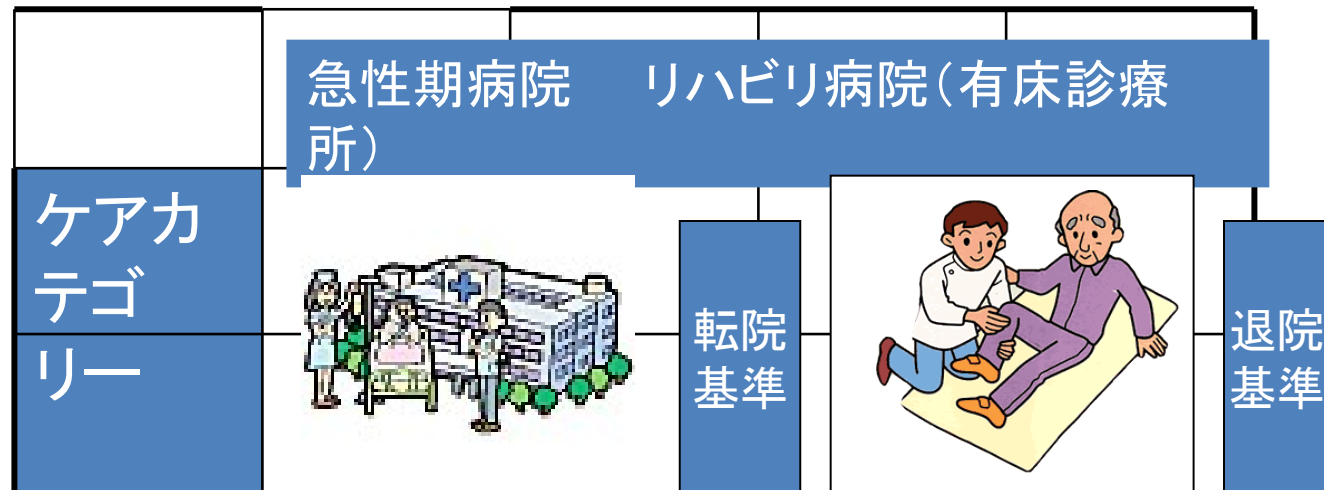 急性期病院　リハビリ病院（有床診療
所）
ケアカ
テゴ
リー
転院
基準
退院
基準